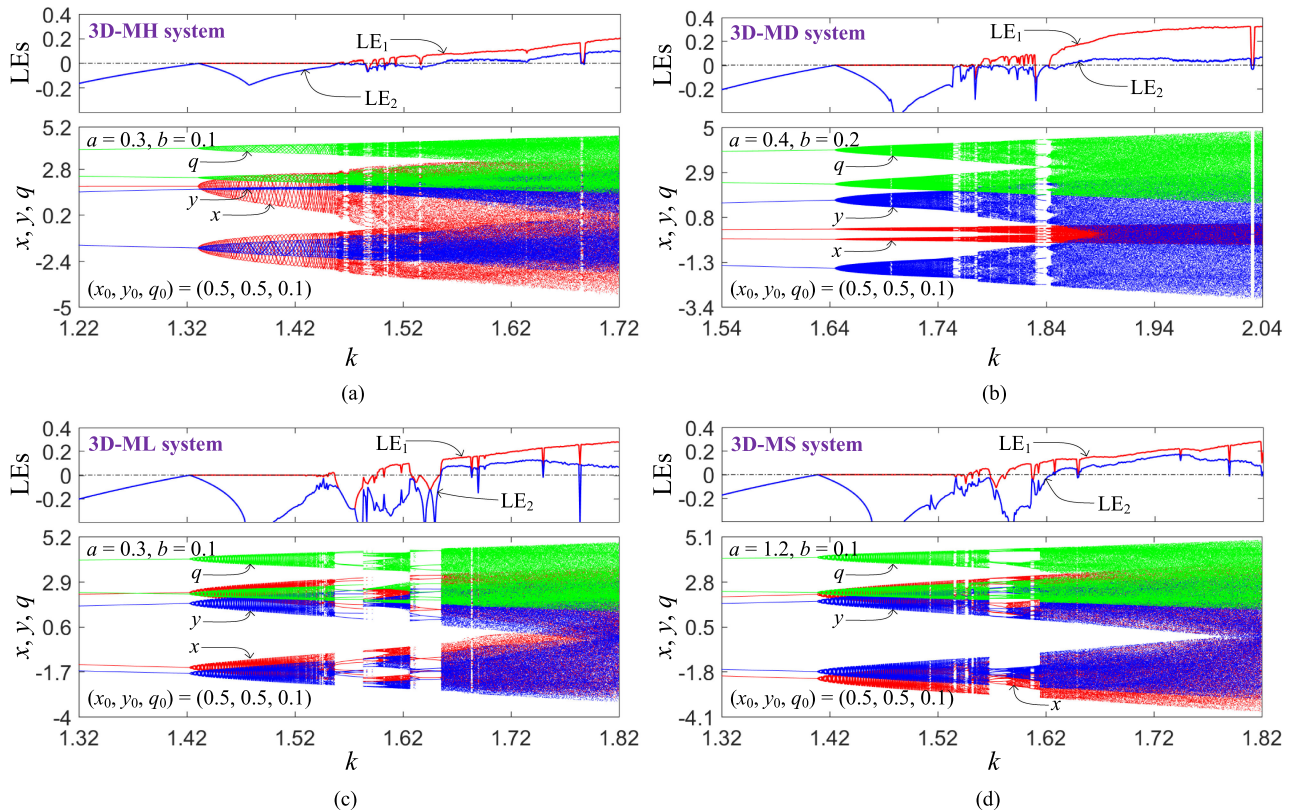 0.4
0.2
0
-0.2
LEs
3D-MH system
LE1
LE2
5.2
2.8
0.2
-2.4
-5
x, y, q
a = 0.3, b = 0.1
q
y
x
(x0, y0, q0) = (0.5, 0.5, 0.1)
1.22 1.32 1.42 1.52 1.62 1.72
k
(a)
0.4
0.2
0
-0.2
LEs
3D-MD system
LE1
LE2
5
2.9
0.8
-1.3
-3.4
x, y, q
a = 0.4, b = 0.2
q
y
x
(x0, y0, q0) = (0.5, 0.5, 0.1)
1.54 1.64 1.74 1.84 1.94 2.04
k
(b)
0.4
0.2
0
-0.2
LEs
3D-ML system
LE1
LE2
5.2
2.9
0.6
-1.7
-4
x, y, q
a = 0.3, b = 0.1
q
y
x
(x0, y0, q0) = (0.5, 0.5, 0.1)
1.32 1.42 1.52 1.62 1.72 1.82
k
(c)
0.4
0.2
0
-0.2
LEs
3D-MS system
LE1
LE2
5.1
2.8
0.5
-1.8
-4.1
x, y, q
a = 1.2, b = 0.1
q
y
x
(x0, y0, q0) = (0.5, 0.5, 0.1)
1.32 1.42 1.52 1.62 1.72 1.82
k
(d)